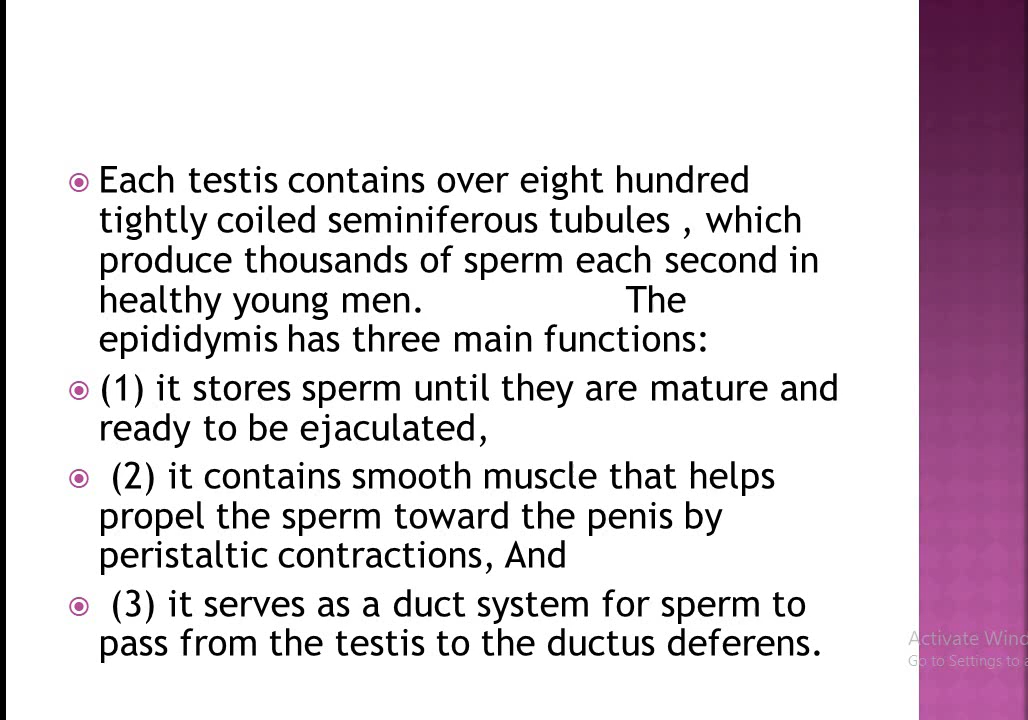 Each testis contains over eight hundred
tightly coiled seminiferous tubules , which
produce thousands of sperm each second in
healthy young men. The
epididymis has three main functions:
(1) it stores sperm until they are mature and
ready to be ejaculated,
(2) it contains smooth muscle that helps
propel the sperm toward the penis by
peristaltic contractions, And
(3) it serves as a duct system for sperm to
pass from the testis to the ductus deferens.
Activate Wind
Go to Settings to a